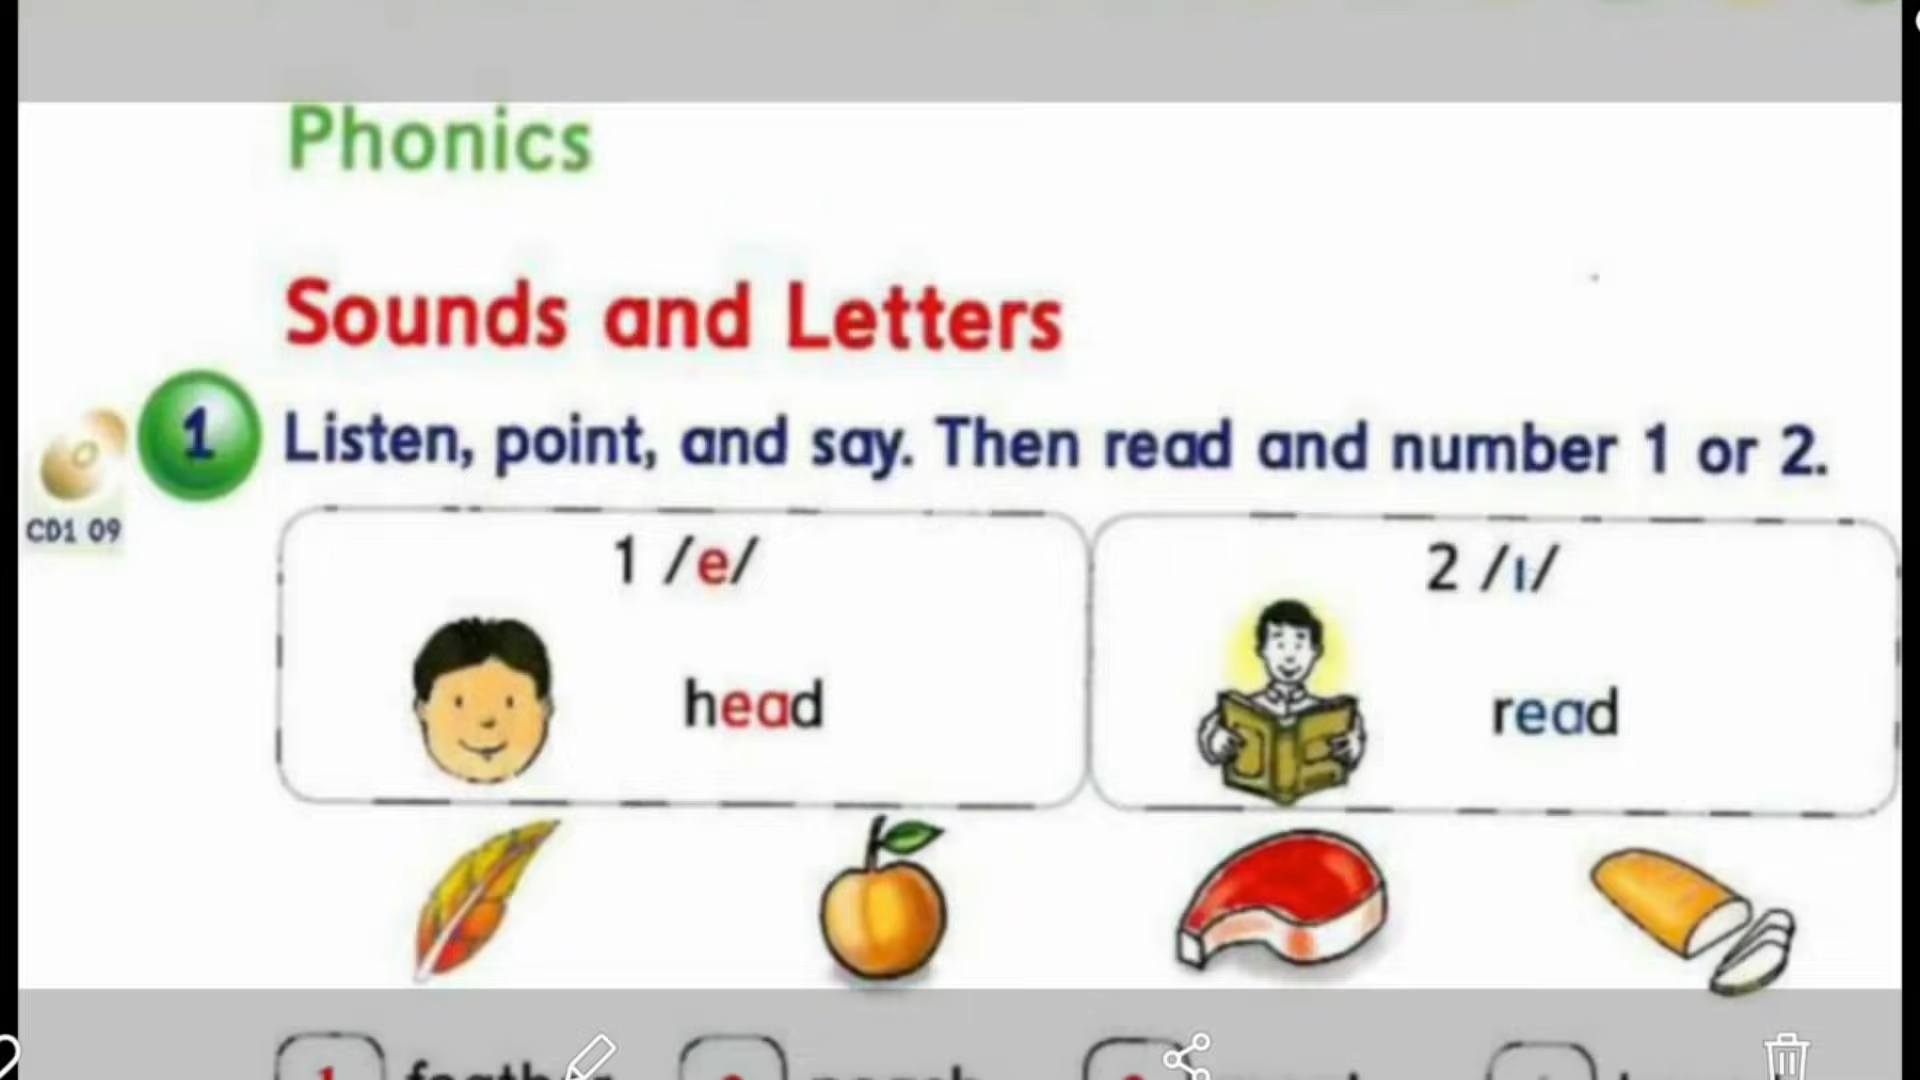 Phonics
Sounds and Letters
1 Listen, point, and say. Then read and number 1 or 2.
CD1 09
1 /e/
2 /ı/
head
read